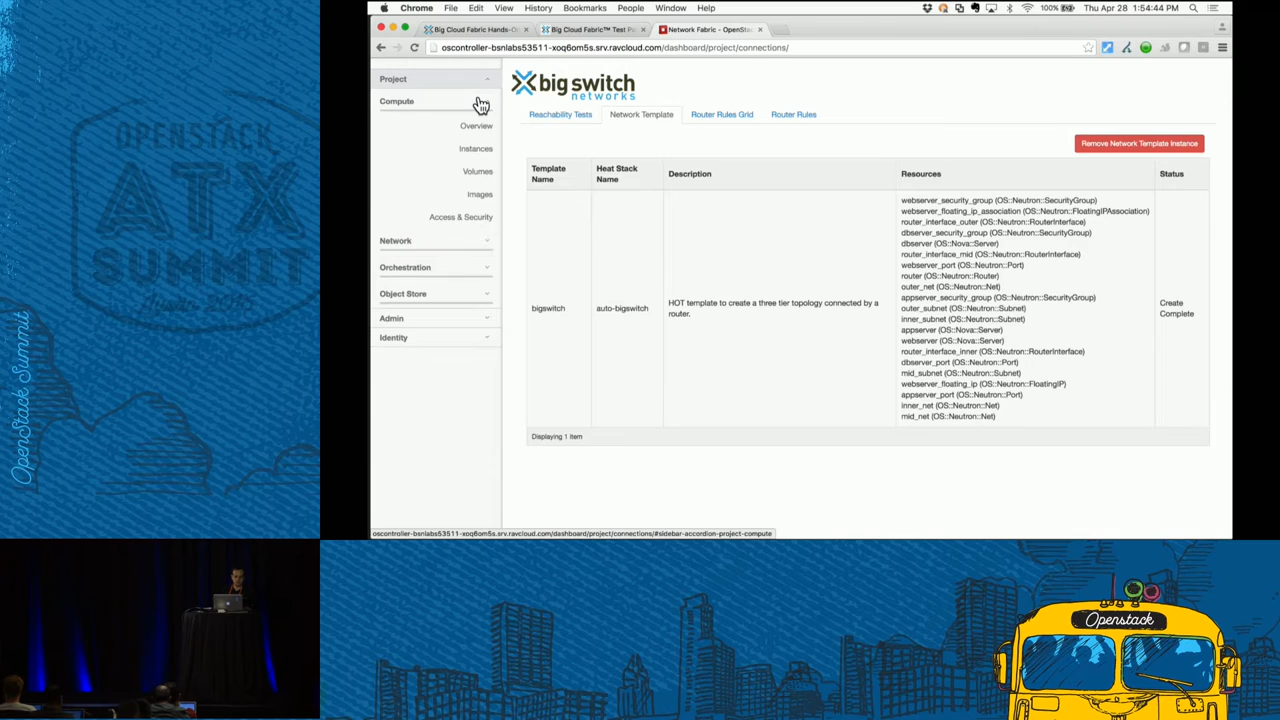 Chrome File Edit View History Bookmarks People Window Help 100% Thu Apr 28 1:54:44 PM
Big Cloud Fabric Hands-O
Big Cloud Fabric™ Test
Network Fabric - OpenSta
oscontroller-bsnlabs53511-xoq6om5s.srv.ravcloud.com/dashboard/project/connections/
Project
Compute
Overview
Instances
Volumes
Images
Access & Security
Network
Orchestration
Object Store
Admin
Identity
big switch
networks
Reachability Tests Network Template Router Rules Grid Router Rules
Remove Network Template Instance
Template Name Heat Stack Name Description Resources Status
bigswitch auto-bigswitch
HOT template to create a three tier topology connected by a
router.
webserver_security_group (OS::Neutron::SecurityGroup)
webserver_floating_ip_association (OS::Neutron::FloatingIPAssociation)
router_interface_outer (OS::Neutron::RouterInterface)
dbserver_security_group (OS::Neutron::SecurityGroup)
dbserver (OS::Nova::Server)
router_interface_mid (OS::Neutron::RouterInterface)
webserver_port (OS::Neutron::Port)
router (OS::Neutron::Router)
outer_net (OS::Neutron::Net)
appserver_security_group (OS::Neutron::SecurityGroup)
outer_subnet (OS::Neutron::Subnet)
inner_subnet (OS::Neutron::Subnet)
appserver (OS::Nova::Server)
webserver (OS::Nova::Server)
router_interface_inner (OS::Neutron::RouterInterface)
dbserver_port (OS::Neutron::Port)
mid_subnet (OS::Neutron::Subnet)
webserver_floating_ip (OS::Neutron::FloatingIP)
appserver_port (OS::Neutron::Port)
inner_net (OS::Neutron::Net)
mid_net (OS::Neutron::Net)
Create
Complete
Displaying 1 item
oscontroller-bsnlabs53511-xoq6om5s.srv.ravcloud.com/dashboard/project/connections/#sidebar-accordion-project-compute
OpenStack Summit
OPENSTACK
ATX
SUMMIT
Openstack